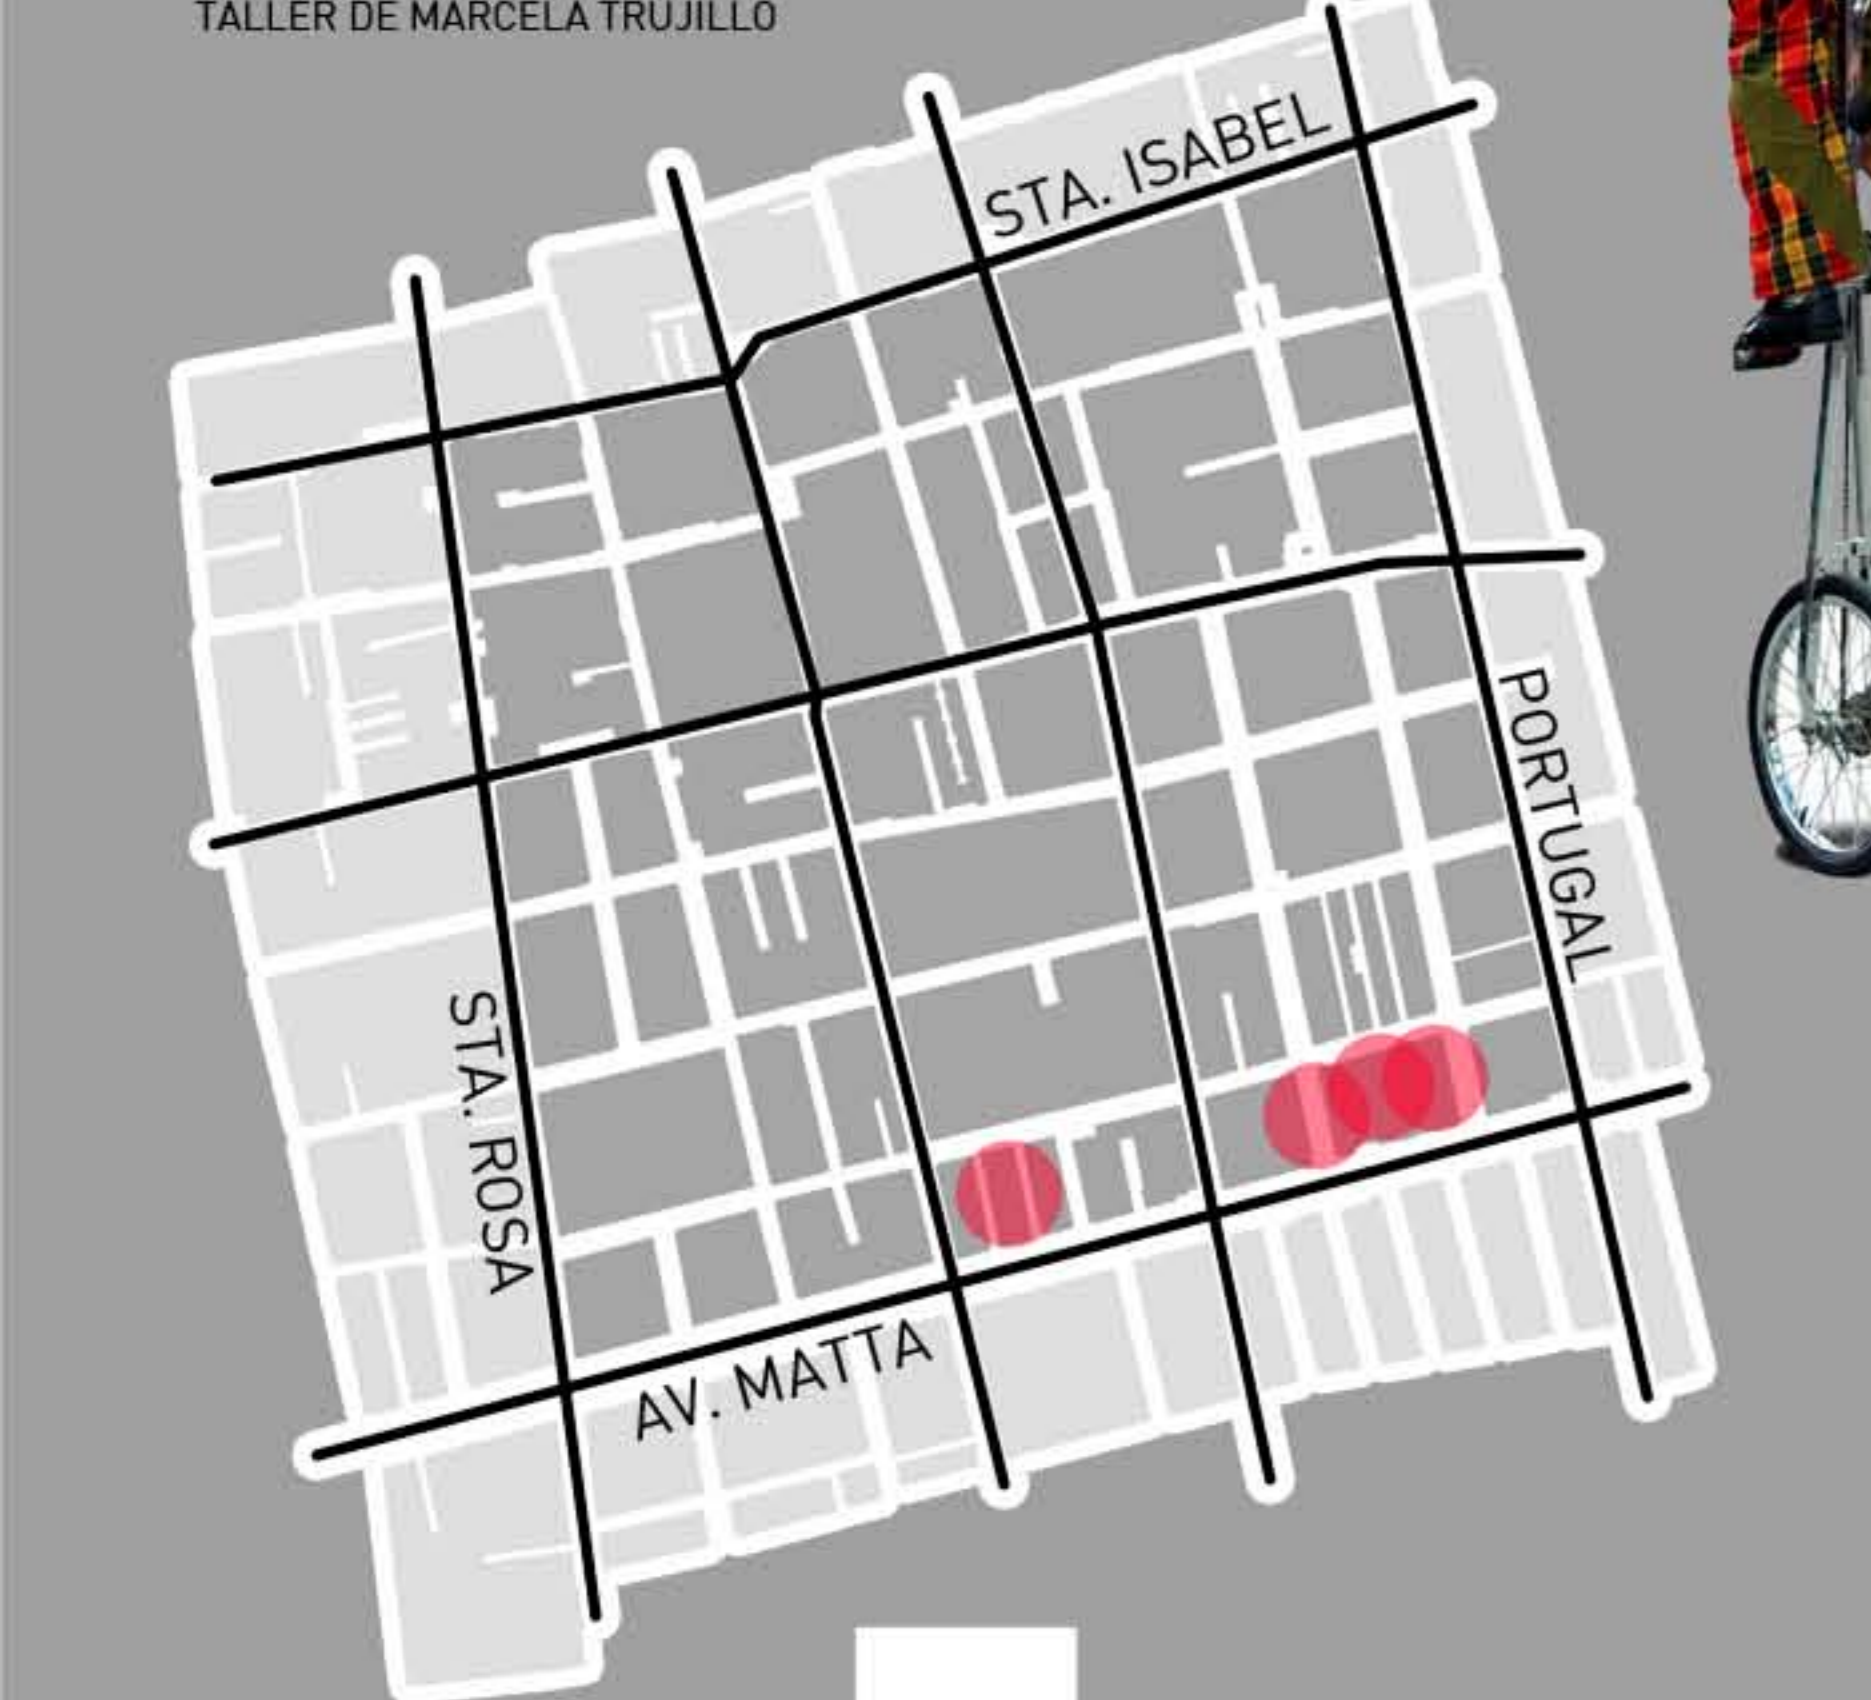 TALLER DE MARCELA TRUJILLO
STA. ISABEL
PORTUGAL
STA. ROSA
AV. MATTA